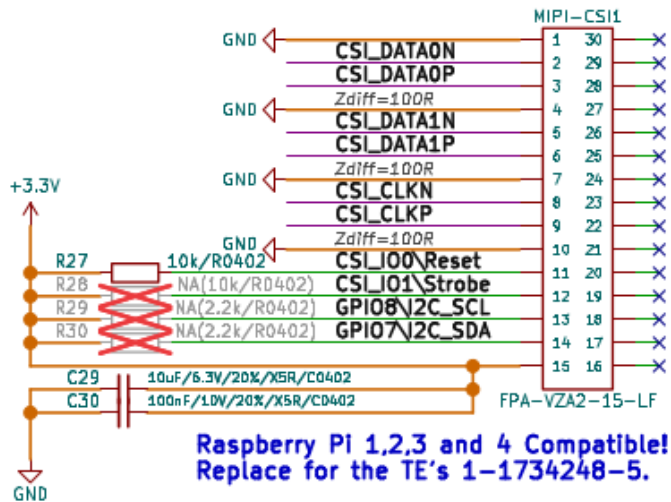 MIPI-CSI1
GND 1 30
CSI_DATA0N 2 29
CSI_DATA0P 3 28
GND Zdiff=100R 4 27
CSI_DATA1N 5 26
CSI_DATA1P 6 25
GND Zdiff=100R 7 24
CSI_CLKN 8 23
+3.3V
CSI_CLKP 9 22
GND Zdiff=100R 10 21
R27 10k/R0402 CSI_IO0\Reset 11 20
R28 NA(10k/R0402) CSI_IO1\Strobe 12 19
R29 NA(2.2k/R0402) GPIO8\I2C_SCL 13 18
R30 NA(2.2k/R0402) GPIO7\I2C_SDA 14 17
15 16
C29 10uF/6.3V/20%/X5R/C0402
C30 100nF/10V/20%/X5R/C0402
FPA-VZA2-15-LF
Raspberry Pi 1,2,3 and 4 Compatible!
Replace for the TE's 1-1734248-5.
GND